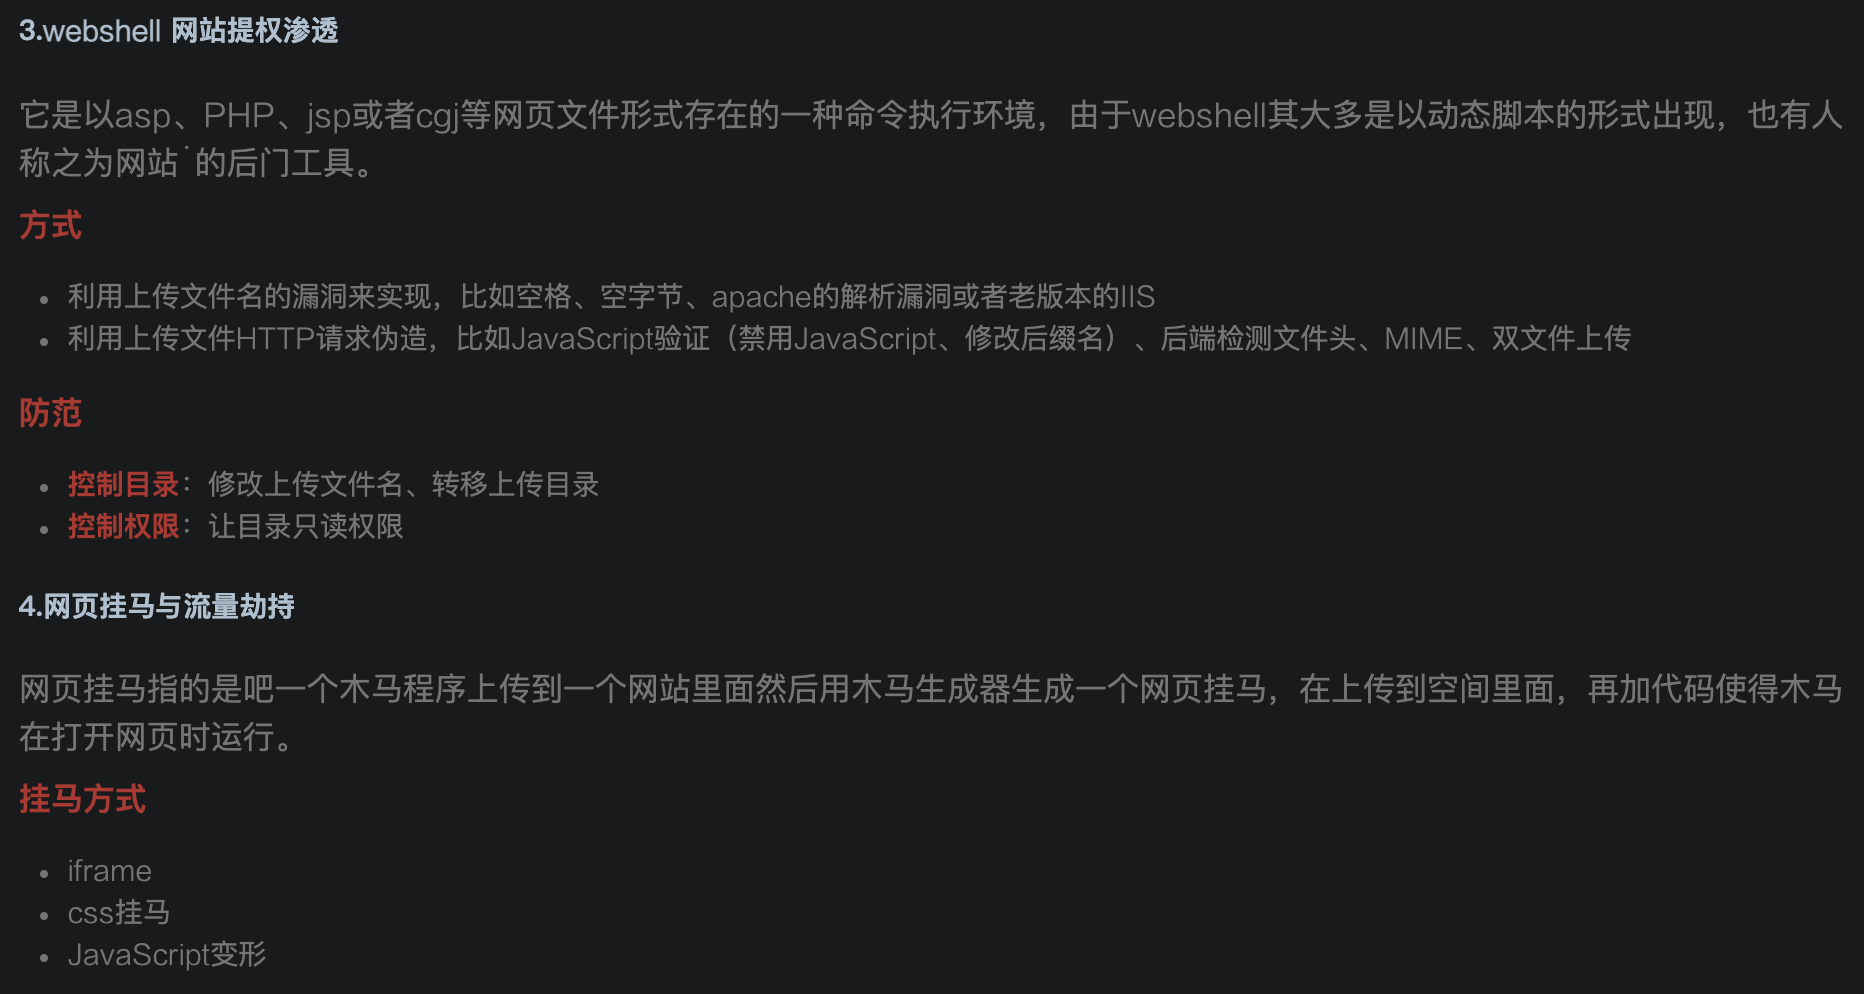 3.webshell 网站提权渗透
它是以asp、PHP、jsp或者cgj等网页文件形式存在的一种命令执行环境，由于webshell其大多是以动态脚本的形式出现，也有人
称之为网站˙的后门工具。
方式
• 利用上传文件名的漏洞来实现，比如空格、空字节、apache的解析漏洞或者老版本的IIS
• 利用上传文件HTTP请求伪造，比如JavaScript验证（禁用JavaScript、修改后缀名）、后端检测文件头、MIME、双文件上传
防范
• 控制目录：修改上传文件名、转移上传目录
• 控制权限：让目录只读权限
4.网页挂马与流量劫持
网页挂马指的是吧一个木马程序上传到一个网站里面然后用木马生成器生成一个网页挂马，在上传到空间里面，再加代码使得木马
在打开网页时运行。
挂马方式
• iframe
• css挂马
• JavaScript变形